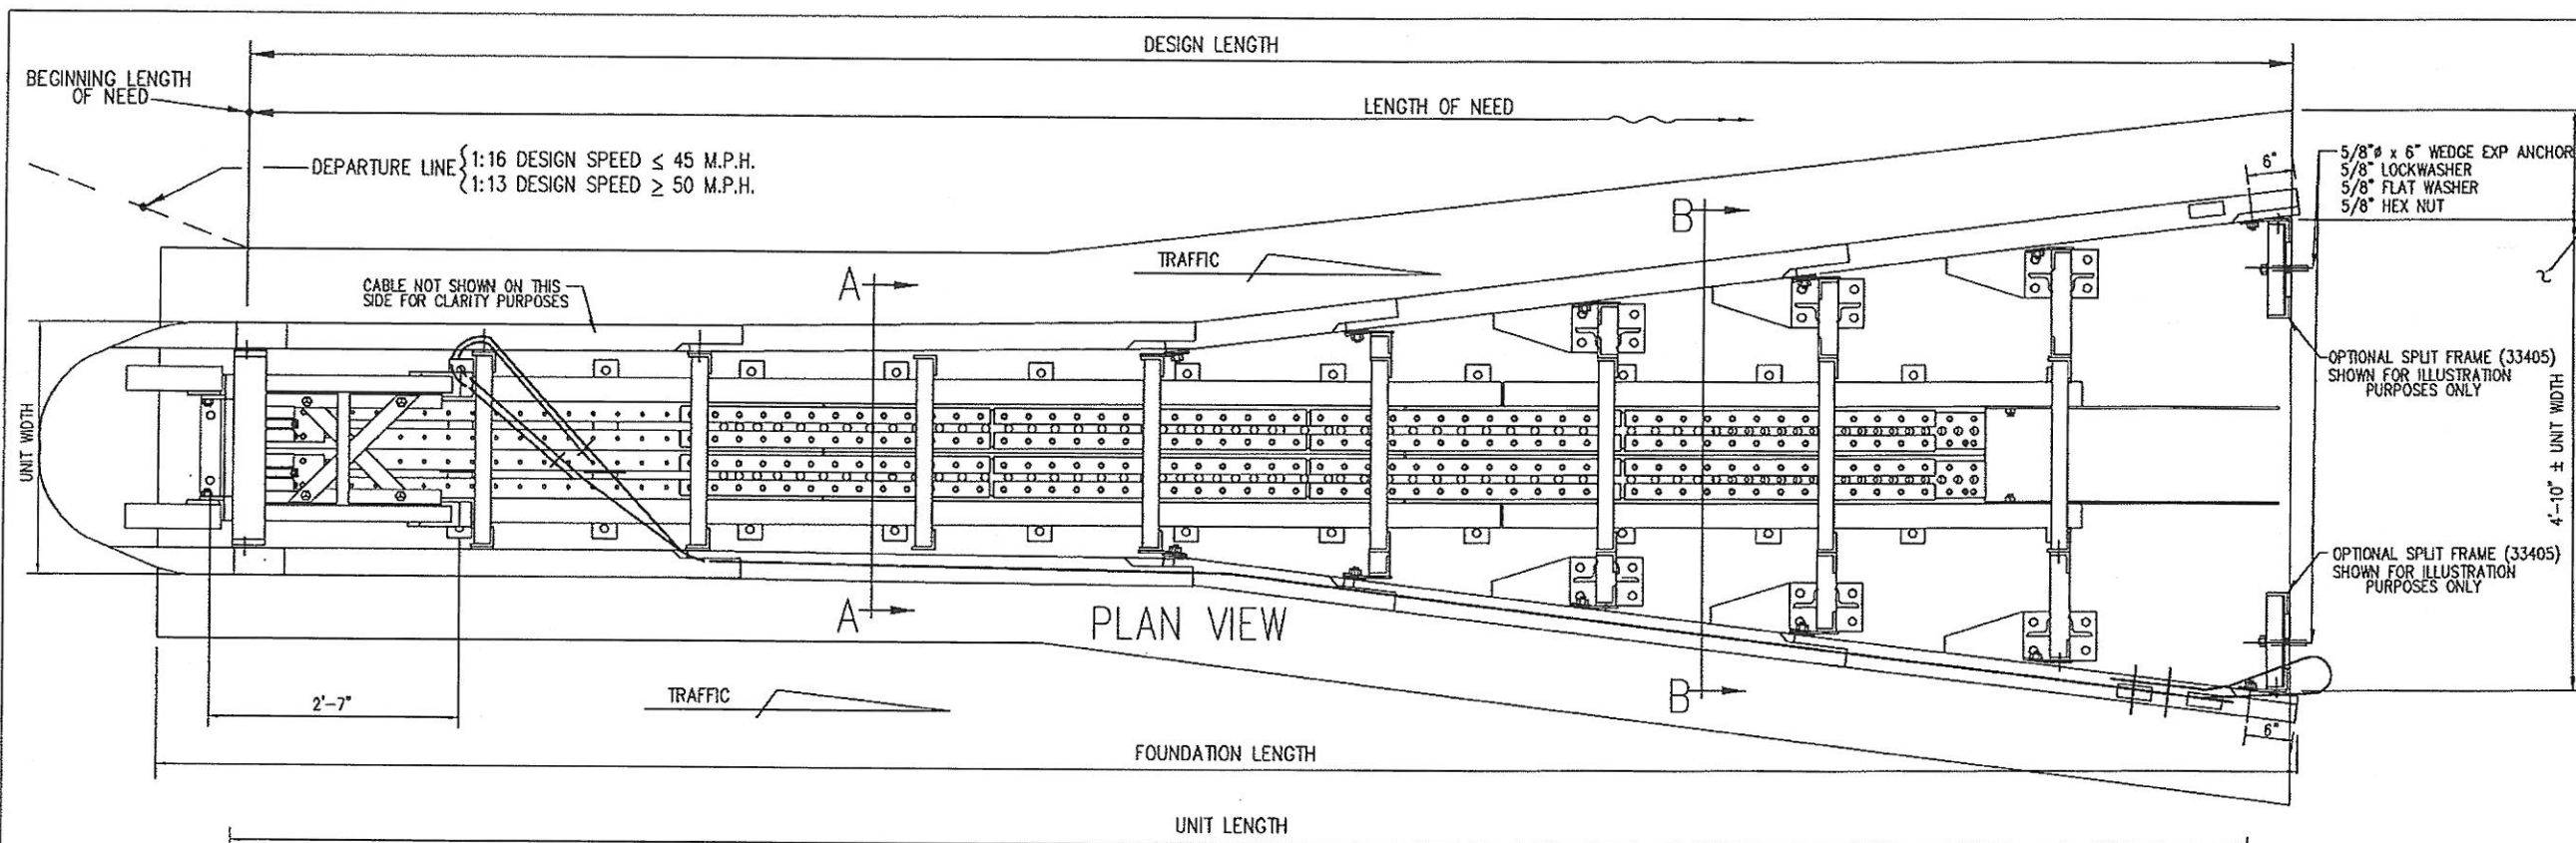 DESIGN LENGTH
BEGINNING LENGTH
OF NEED
LENGTH OF NEED
DEPARTURE LINE { 1:16 DESIGN SPEED ≤ 45 M.P.H.
1:13 DESIGN SPEED ≥ 50 M.P.H.
6"
5/8"ø x 6" WEDGE EXP ANCHOR
5/8" LOCKWASHER
5/8" FLAT WASHER
5/8" HEX NUT
B
TRAFFIC
CABLE NOT SHOWN ON THIS
SIDE FOR CLARITY PURPOSES
A
OPTIONAL SPLIT FRAME (33405)
SHOWN FOR ILLUSTRATION
PURPOSES ONLY
UNIT WIDTH
4'-10" ± UNIT WIDTH
OPTIONAL SPLIT FRAME (33405)
SHOWN FOR ILLUSTRATION
PURPOSES ONLY
A
PLAN VIEW
B
TRAFFIC
2'-7"
6"
FOUNDATION LENGTH
UNIT LENGTH